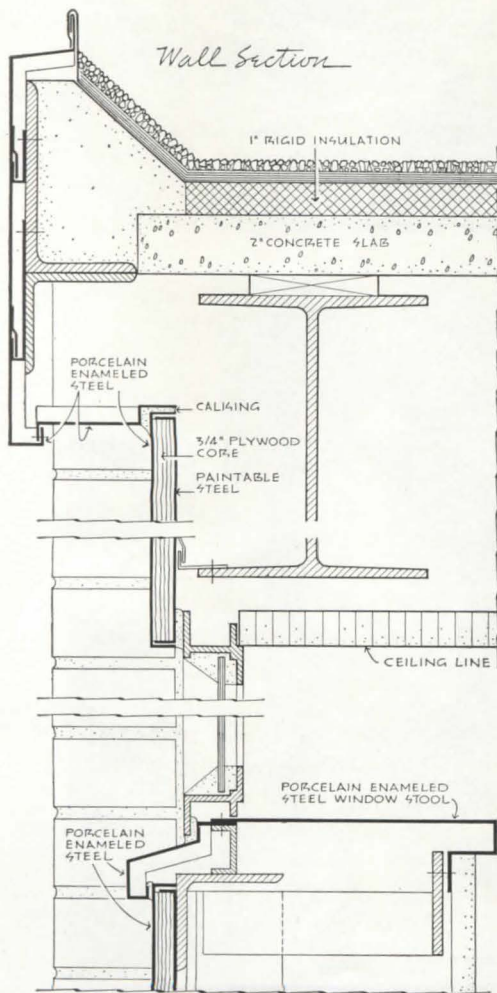 Wall Section
1" RIGID INSULATION
2" CONCRETE SLAB
PORCELAIN
ENAMELED
STEEL
CALKING
3/4" PLYWOOD
CORE
PAINTABLE
STEEL
CEILING LINE
PORCELAIN ENAMELED
STEEL WINDOW STOOL
PORCELAIN
ENAMELED
STEEL